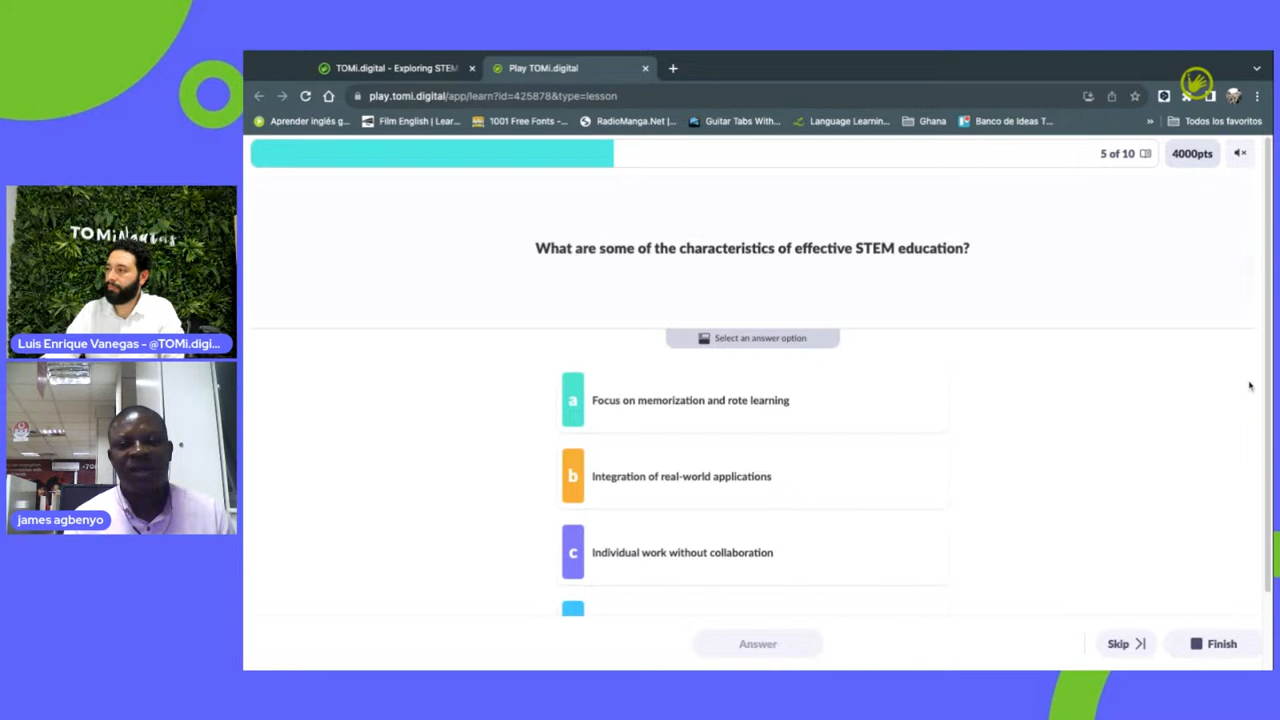 TOMi.digital - Exploring STEM
Play TOMi.digital
play.tomi.digital/app/learn?id=425878&type=lesson
Aprender inglés g...
Film English | Lear...
1001 Free Fonts -...
RadioManga.Net |...
Guitar Tabs With...
Language Learnin...
Ghana
Banco de Ideas T...
»
Todos los favoritos
5 of 10
4000pts
What are some of the characteristics of effective STEM education?
Select an answer option
a Focus on memorization and rote learning
b Integration of real-world applications
c Individual work without collaboration
Answer
Skip
Finish
Luis Enrique Vanegas - @TOMi.digi...
james agbenyo